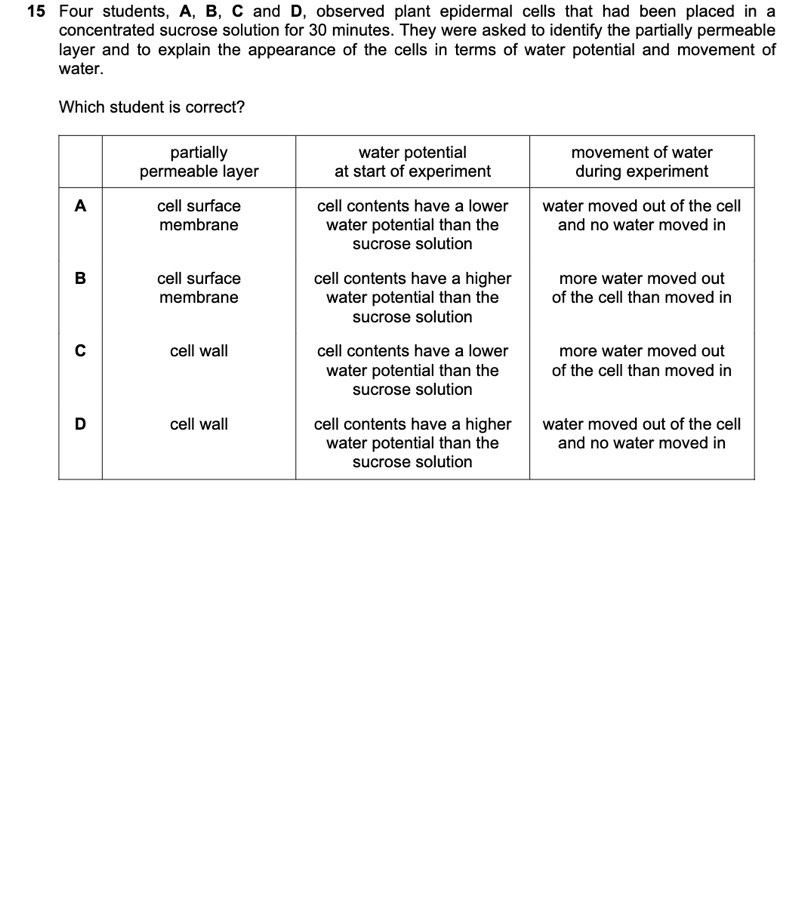 15 Four students, A, B, C and D, observed plant epidermal cells that had been placed in a
concentrated sucrose solution for 30 minutes. They were asked to identify the partially permeable
layer and to explain the appearance of the cells in terms of water potential and movement of
water.
Which student is correct?
partially permeable layer
water potential at start of experiment
movement of water during experiment
A
cell surface membrane
cell contents have a lower water potential than the sucrose solution
water moved out of the cell and no water moved in
B
cell surface membrane
cell contents have a higher water potential than the sucrose solution
more water moved out of the cell than moved in
C
cell wall
cell contents have a lower water potential than the sucrose solution
more water moved out of the cell than moved in
D
cell wall
cell contents have a higher water potential than the sucrose solution
water moved out of the cell and no water moved in